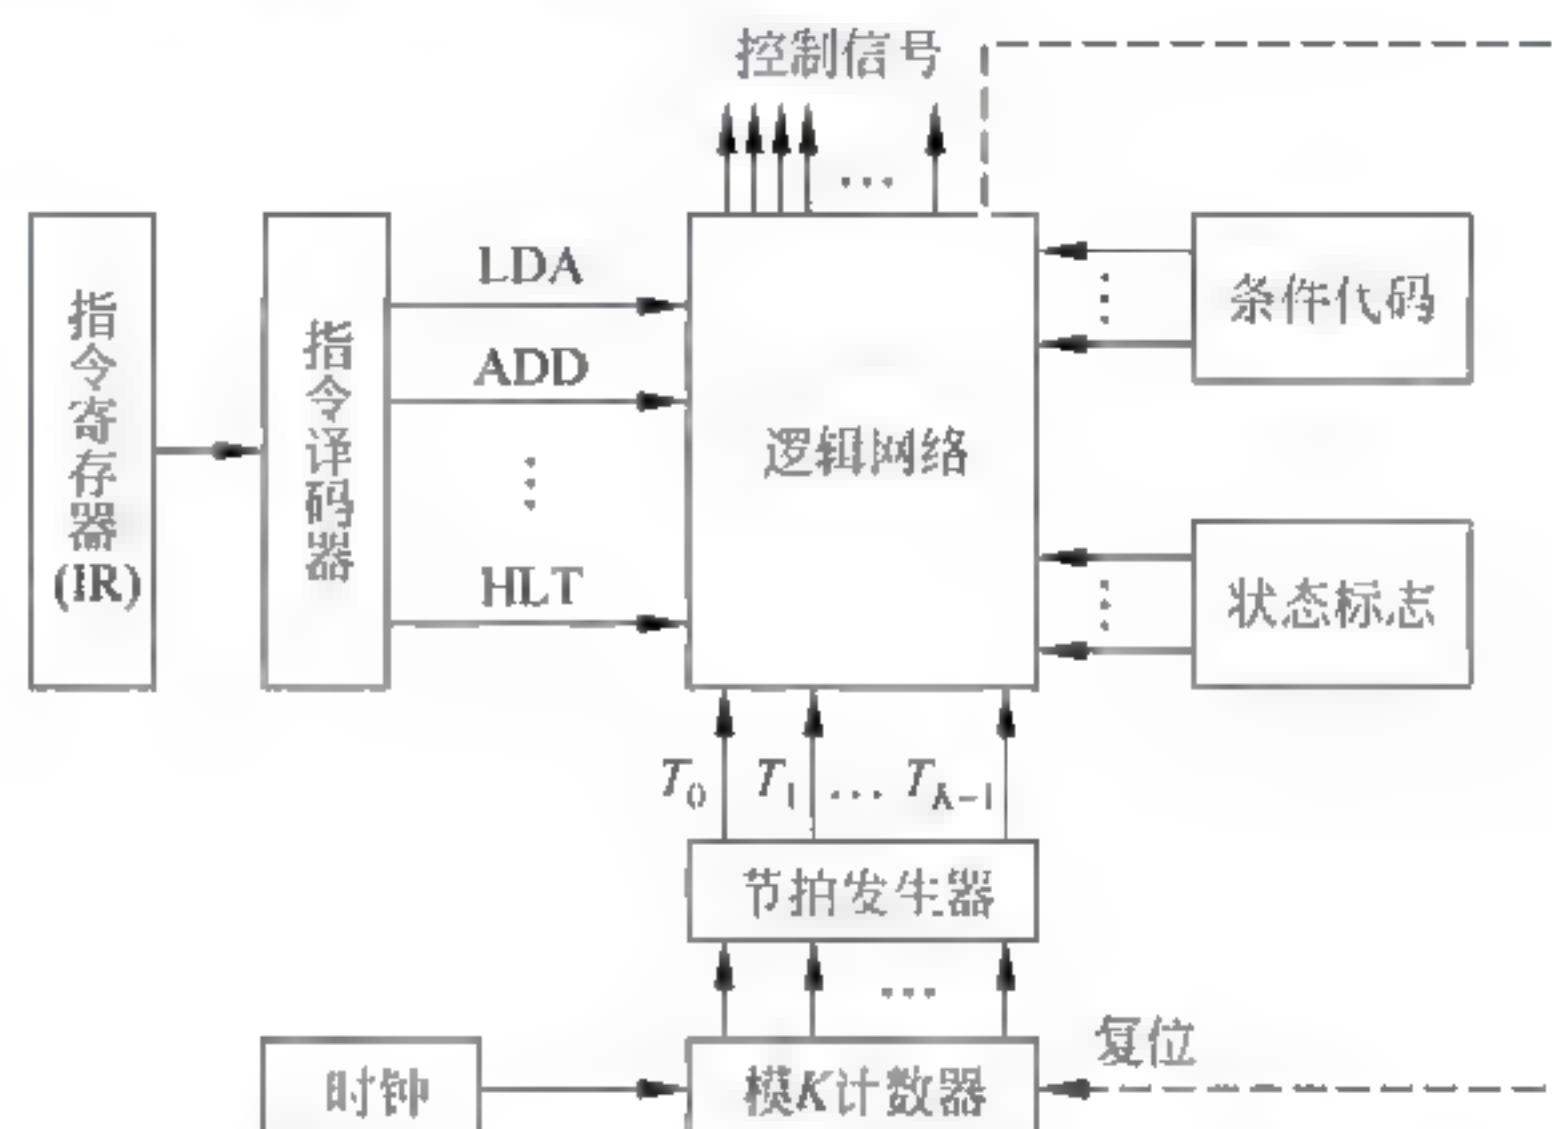 控制信号
指令寄存器(IR)
指令译码器
LDA
ADD
HLT
逻辑网络
条件代码
状态标志
T0 T1 … TK-1
节拍发生器
时钟
模K计数器
复位